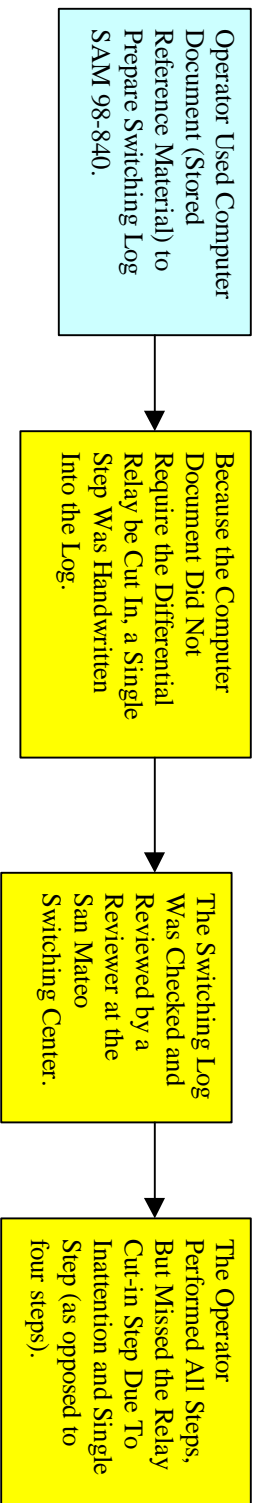 Operator Used Computer
Document (Stored
Reference Material) to
Prepare Switching Log
SAM 98-840.
Because the Computer
Document Did Not
Require the Differential
Relay be Cut In, a Single
Step Was Handwritten
Into the Log.
The Switching Log
Was Checked and
Reviewed by a
Reviewer at the
San Mateo
Switching Center.
The Operator
Performed All Steps,
But Missed the Relay
Cut-in Step Due To
Inattention and Single
Step (as opposed to
four steps).